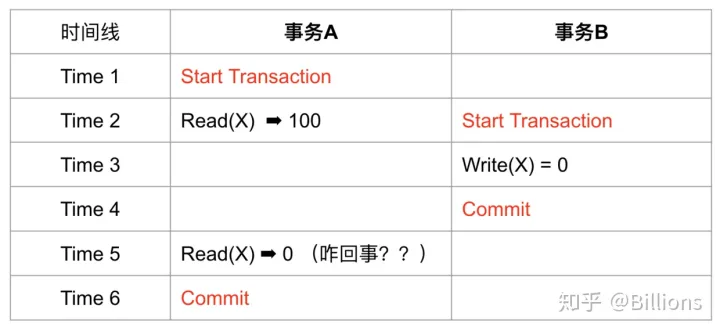 时间线 事务A 事务B
Time 1 Start Transaction
Time 2 Read(X) ➡ 100 Start Transaction
Time 3 Write(X) = 0
Time 4 Commit
Time 5 Read(X) ➡ 0 （咋回事？？）
Time 6 Commit
知乎 @Billions